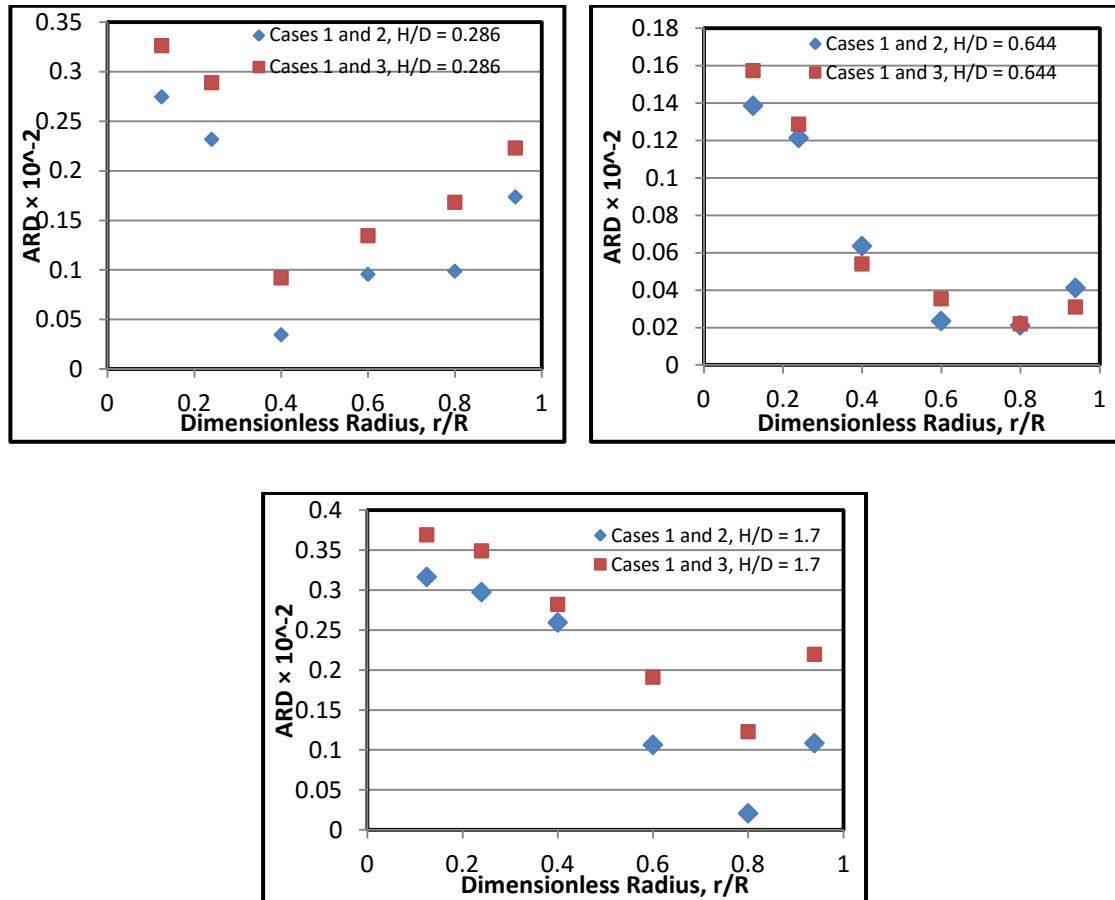 0.35
0.3
0.25
0.2
0.15
0.1
0.05
0
ARD × 10^-2
Cases 1 and 2, H/D = 0.286
Cases 1 and 3, H/D = 0.286
0 0.2 0.4 0.6 0.8 1
Dimensionless Radius, r/R
0.18
0.16
0.14
0.12
0.1
0.08
0.06
0.04
0.02
0
ARD × 10^-2
Cases 1 and 2, H/D = 0.644
Cases 1 and 3, H/D = 0.644
0 0.2 0.4 0.6 0.8 1
Dimensionless Radius, r/R
0.4
0.35
0.3
0.25
0.2
0.15
0.1
0.05
0
ARD × 10^-2
Cases 1 and 2, H/D = 1.7
Cases 1 and 3, H/D = 1.7
0 0.2 0.4 0.6 0.8 1
Dimensionless Radius, r/R